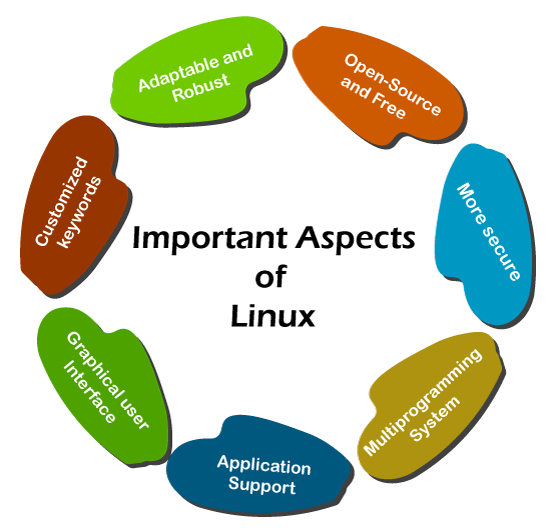 Important Aspects
of
Linux
Adaptable and
Robust
Open-Source
and Free
More secure
Multiprogramming
System
Application
Support
Graphical user
Interface
Customized
keywords